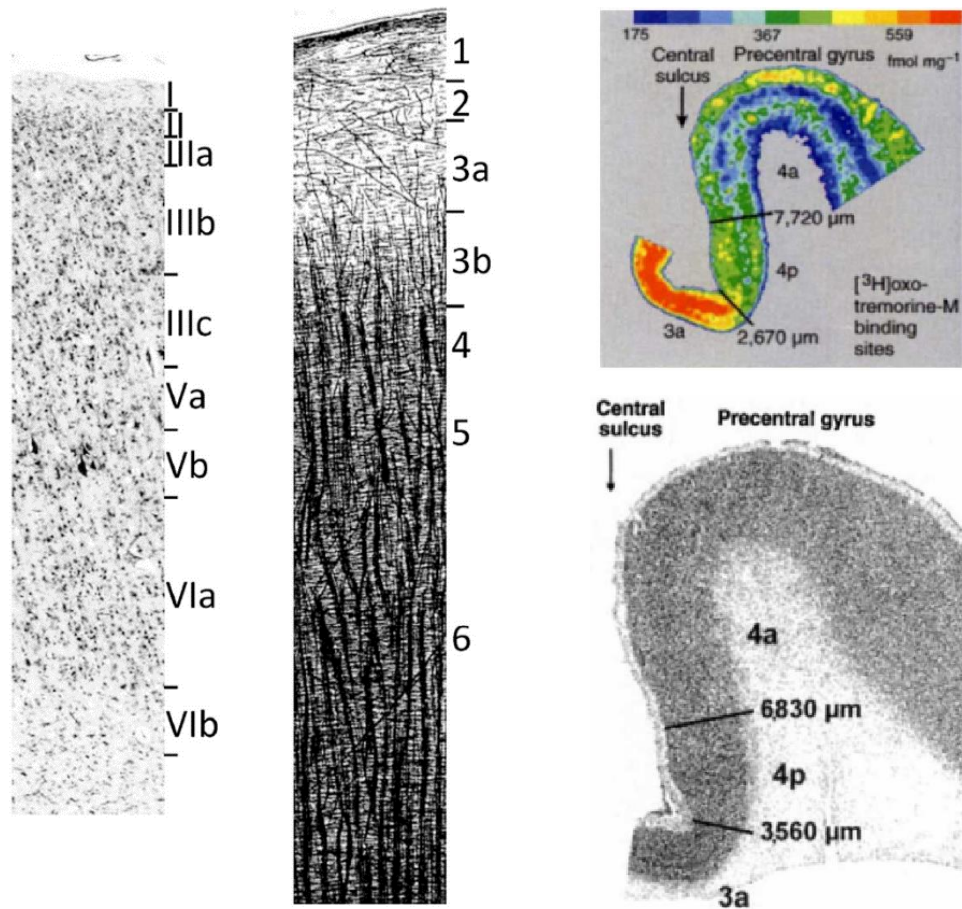 I
II
IIIa
IIIb
IIIc
Va
Vb
VIa
VIb
1
2
3a
3b
4
5
6
175 367 559
Central sulcus
Precentral gyrus
fmol mg⁻¹
4a
7,720 µm
4p
3a
2,670 µm
[³H]oxo-
tremorine-M
binding
sites
Central
sulcus
Precentral gyrus
4a
6,830 µm
4p
3,560 µm
3a